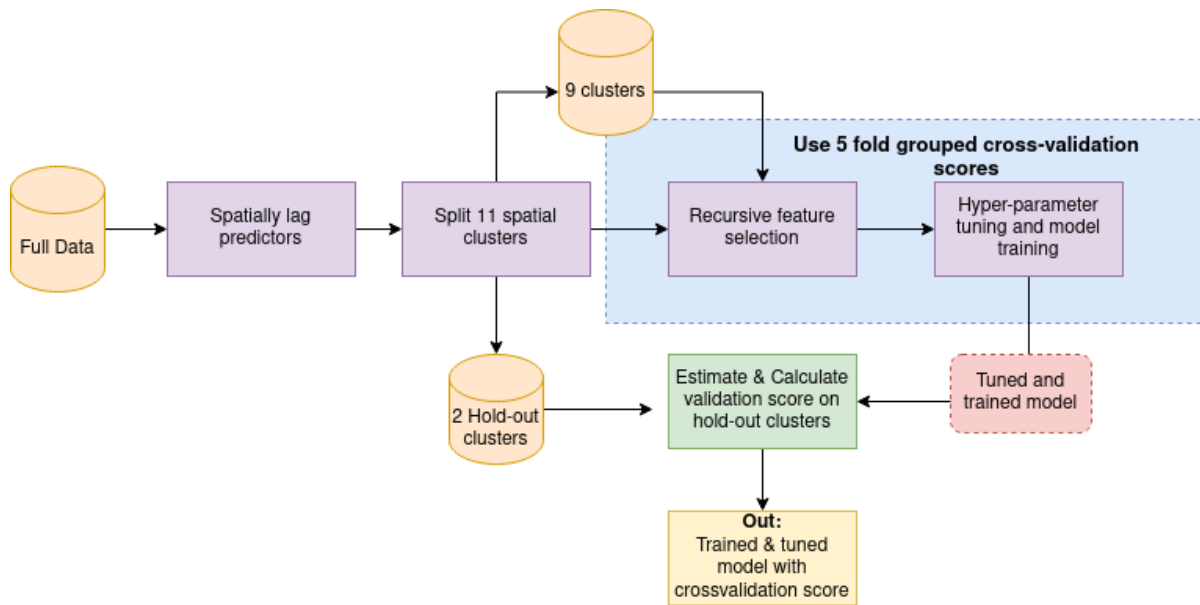 9 clusters
Use 5 fold grouped cross-validation
scores
Full Data
Spatially lag
predictors
Split 11 spatial
clusters
Recursive feature
selection
Hyper-parameter
tuning and model
training
2 Hold-out
clusters
Estimate & Calculate
validation score on
hold-out clusters
Tuned and
trained model
Out:
Trained & tuned
model with
crossvalidation score